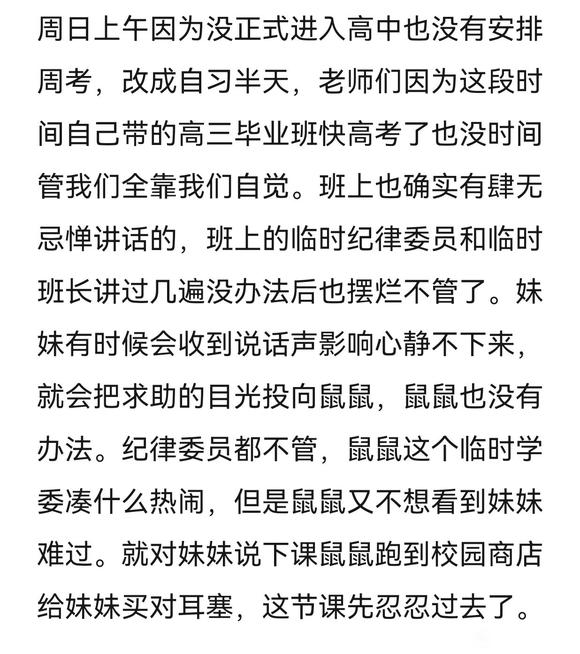 周日上午因为没正式进入高中也没有安排
周考，改成自习半天，老师们因为这段时
间自己带的高三毕业班快高考了也没时间
管我们全靠我们自觉。班上也确实有肆无
忌惮讲话的，班上的临时纪律委员和临时
班长讲过几遍没办法后也摆烂不管了。妹
妹有时候会收到说话声影响心静不下来，
就会把求助的目光投向鼠鼠，鼠鼠也没有
办法。纪律委员都不管，鼠鼠这个临时学
委凑什么热闹，但是鼠鼠又不想看到妹妹
难过。就对妹妹说下课鼠鼠跑到校园商店
给妹妹买对耳塞，这节课先忍忍过去了。